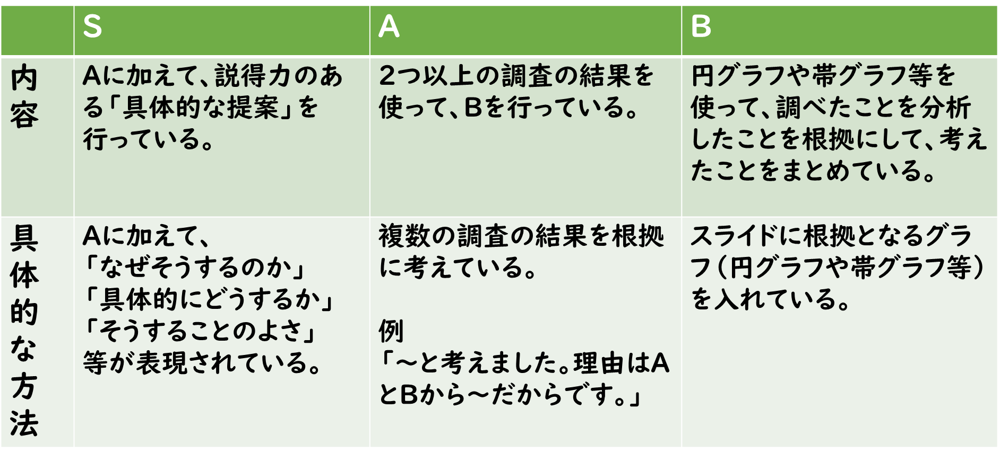 S
A
B
内容
Aに加えて、説得力のあ
る「具体的な提案」を
行っている。
2つ以上の調査の結果を
使って、Bを行っている。
円グラフや帯グラフ等を
使って、調べたことを分析
したことを根拠にして、考え
たことをまとめている。
具体的な方法
Aに加えて、
「なぜそうするのか」
「具体的にどうするか」
「そうすることのよさ」
等が表現されている。
複数の調査の結果を根拠
に考えている。
例
「～と考えました。理由はA
とBから～だからです。」
スライドに根拠となるグラ
フ（円グラフや帯グラフ等）
を入れている。